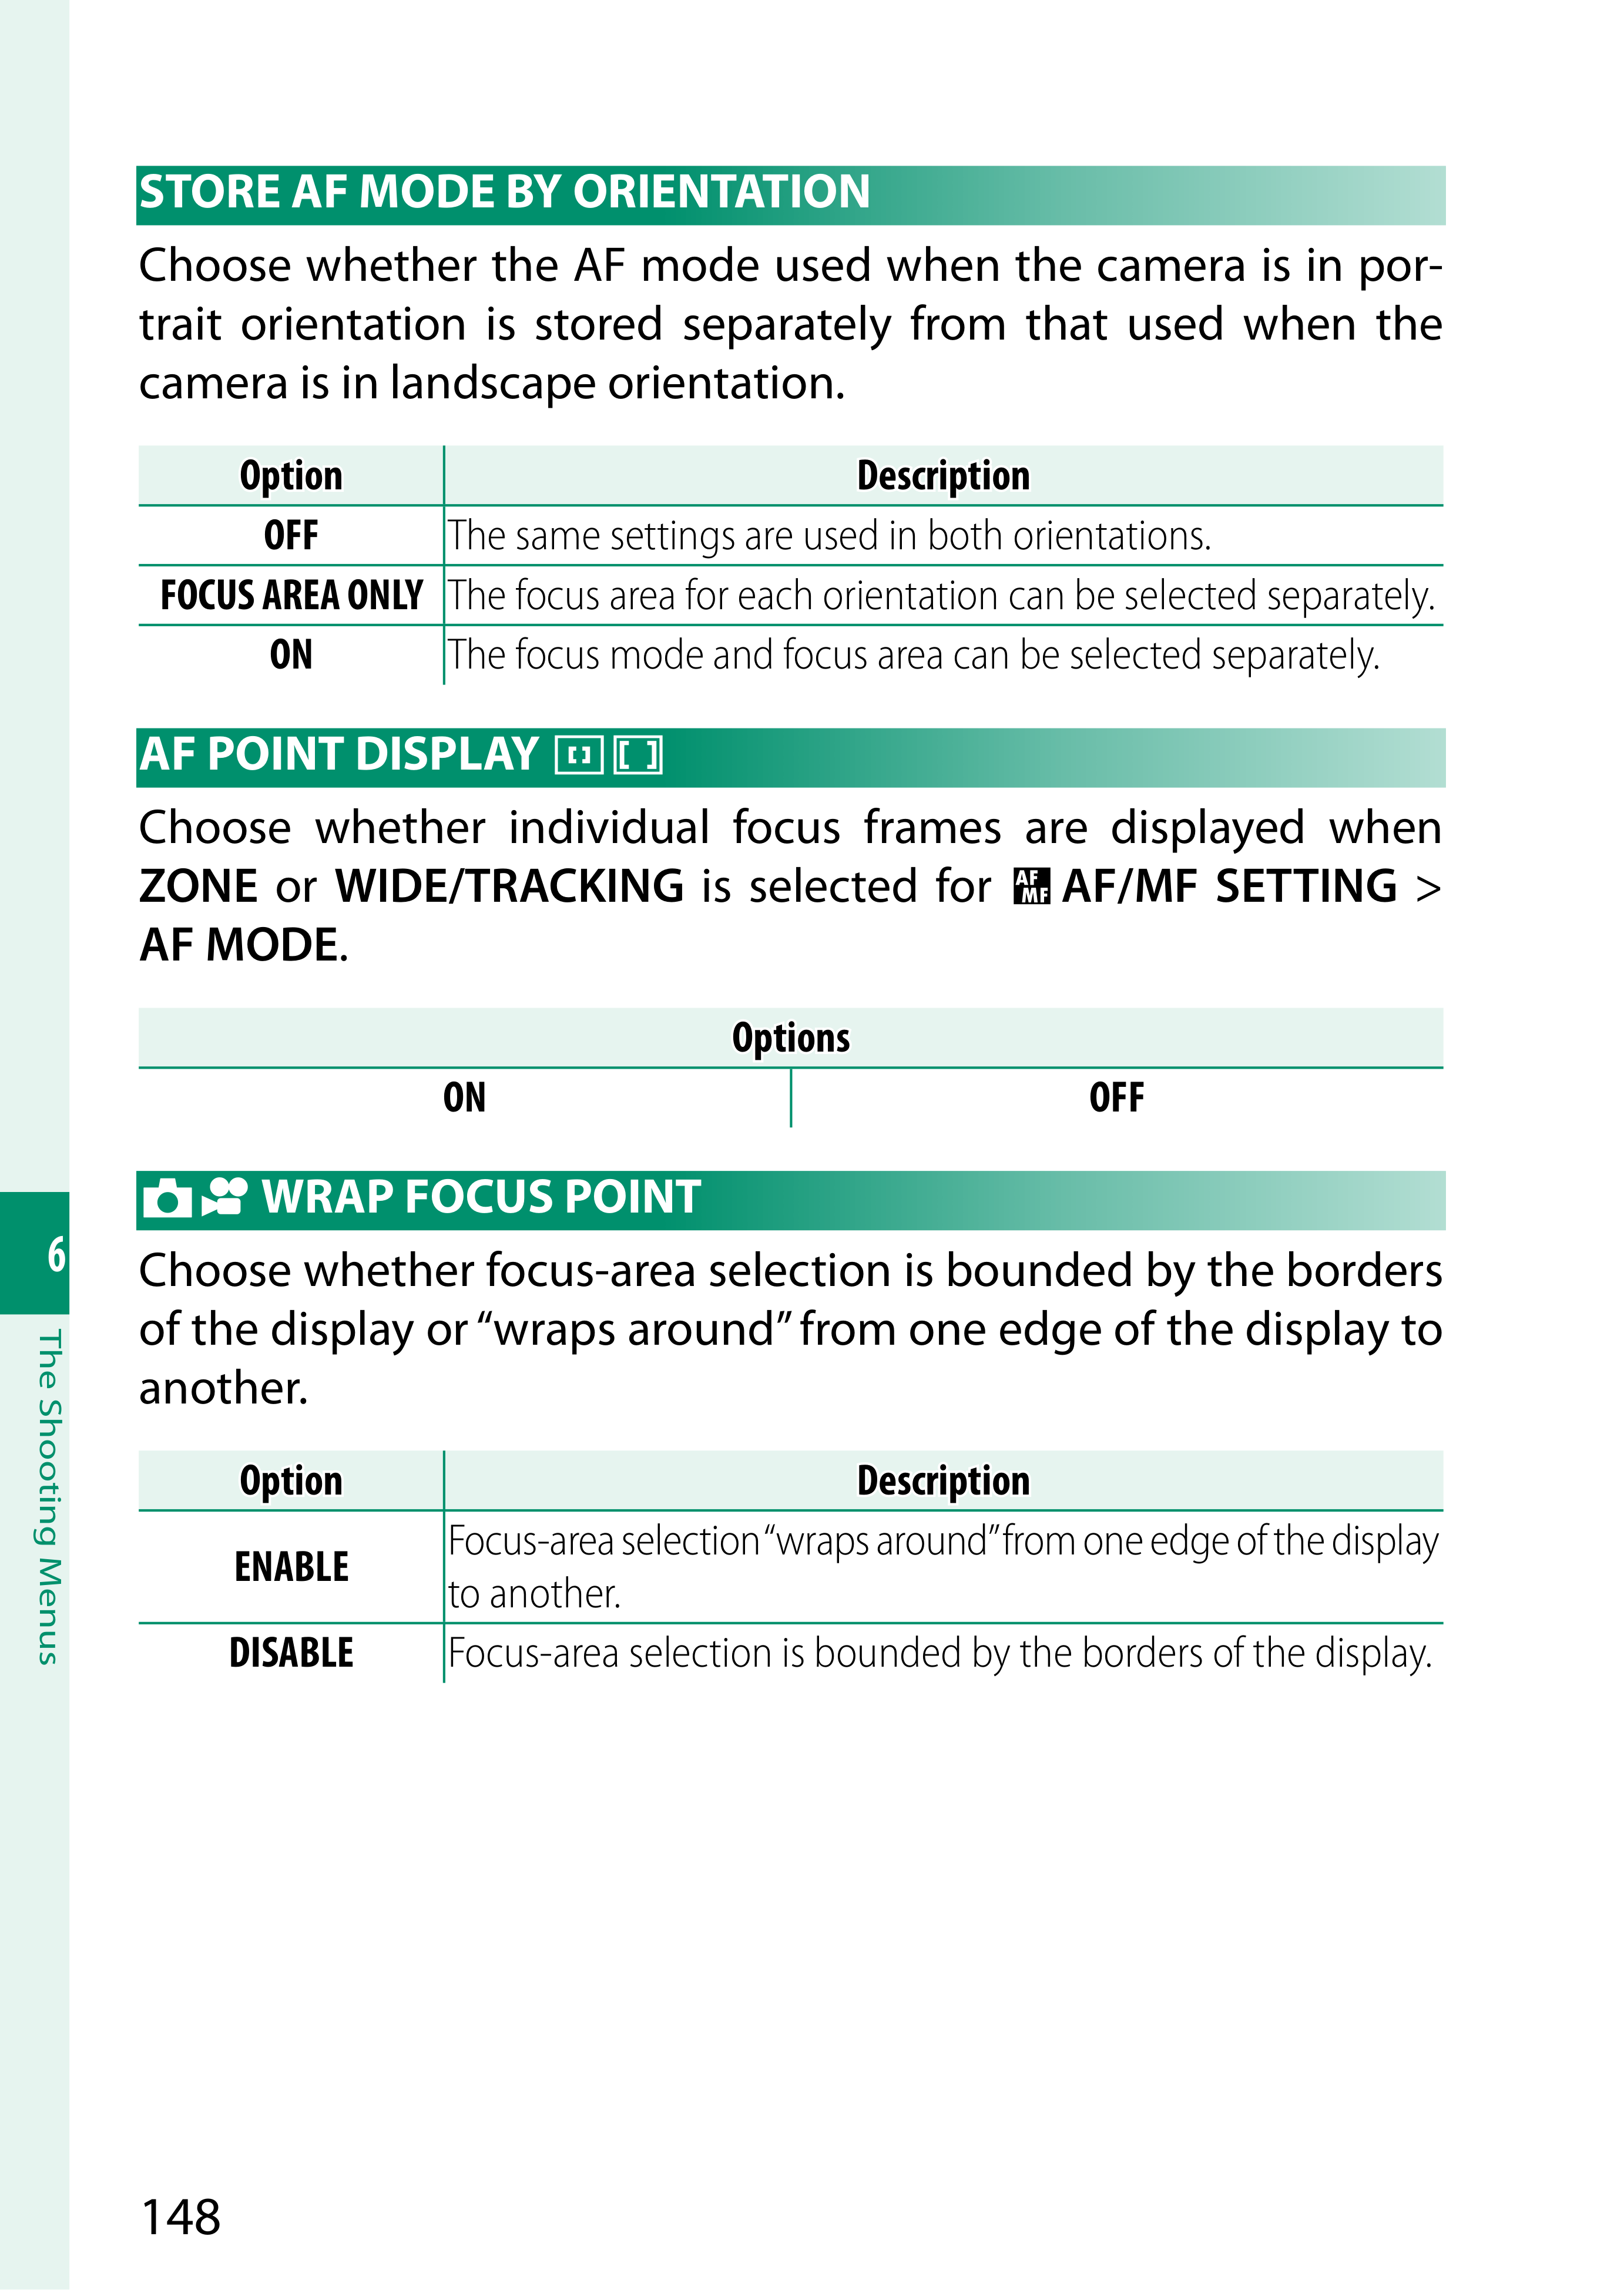 STORE AF MODE BY ORIENTATION
Choose whether the AF mode used when the camera is in por-
trait orientation is stored separately from that used when the
camera is in landscape orientation.
Option Description
OFF The same settings are used in both orientations.
FOCUS AREA ONLY The focus area for each orientation can be selected separately.
ON The focus mode and focus area can be selected separately.
AF POINT DISPLAY
Choose whether individual focus frames are displayed when
ZONE or WIDE/TRACKING is selected for AF MF AF/MF SETTING >
AF MODE.
Options
ON OFF
WRAP FOCUS POINT
Choose whether focus-area selection is bounded by the borders
of the display or “wraps around” from one edge of the display to
another.
Option Description
ENABLE Focus-area selection “wraps around” from one edge of the display
to another.
DISABLE Focus-area selection is bounded by the borders of the display.
6
The Shooting Menus
148